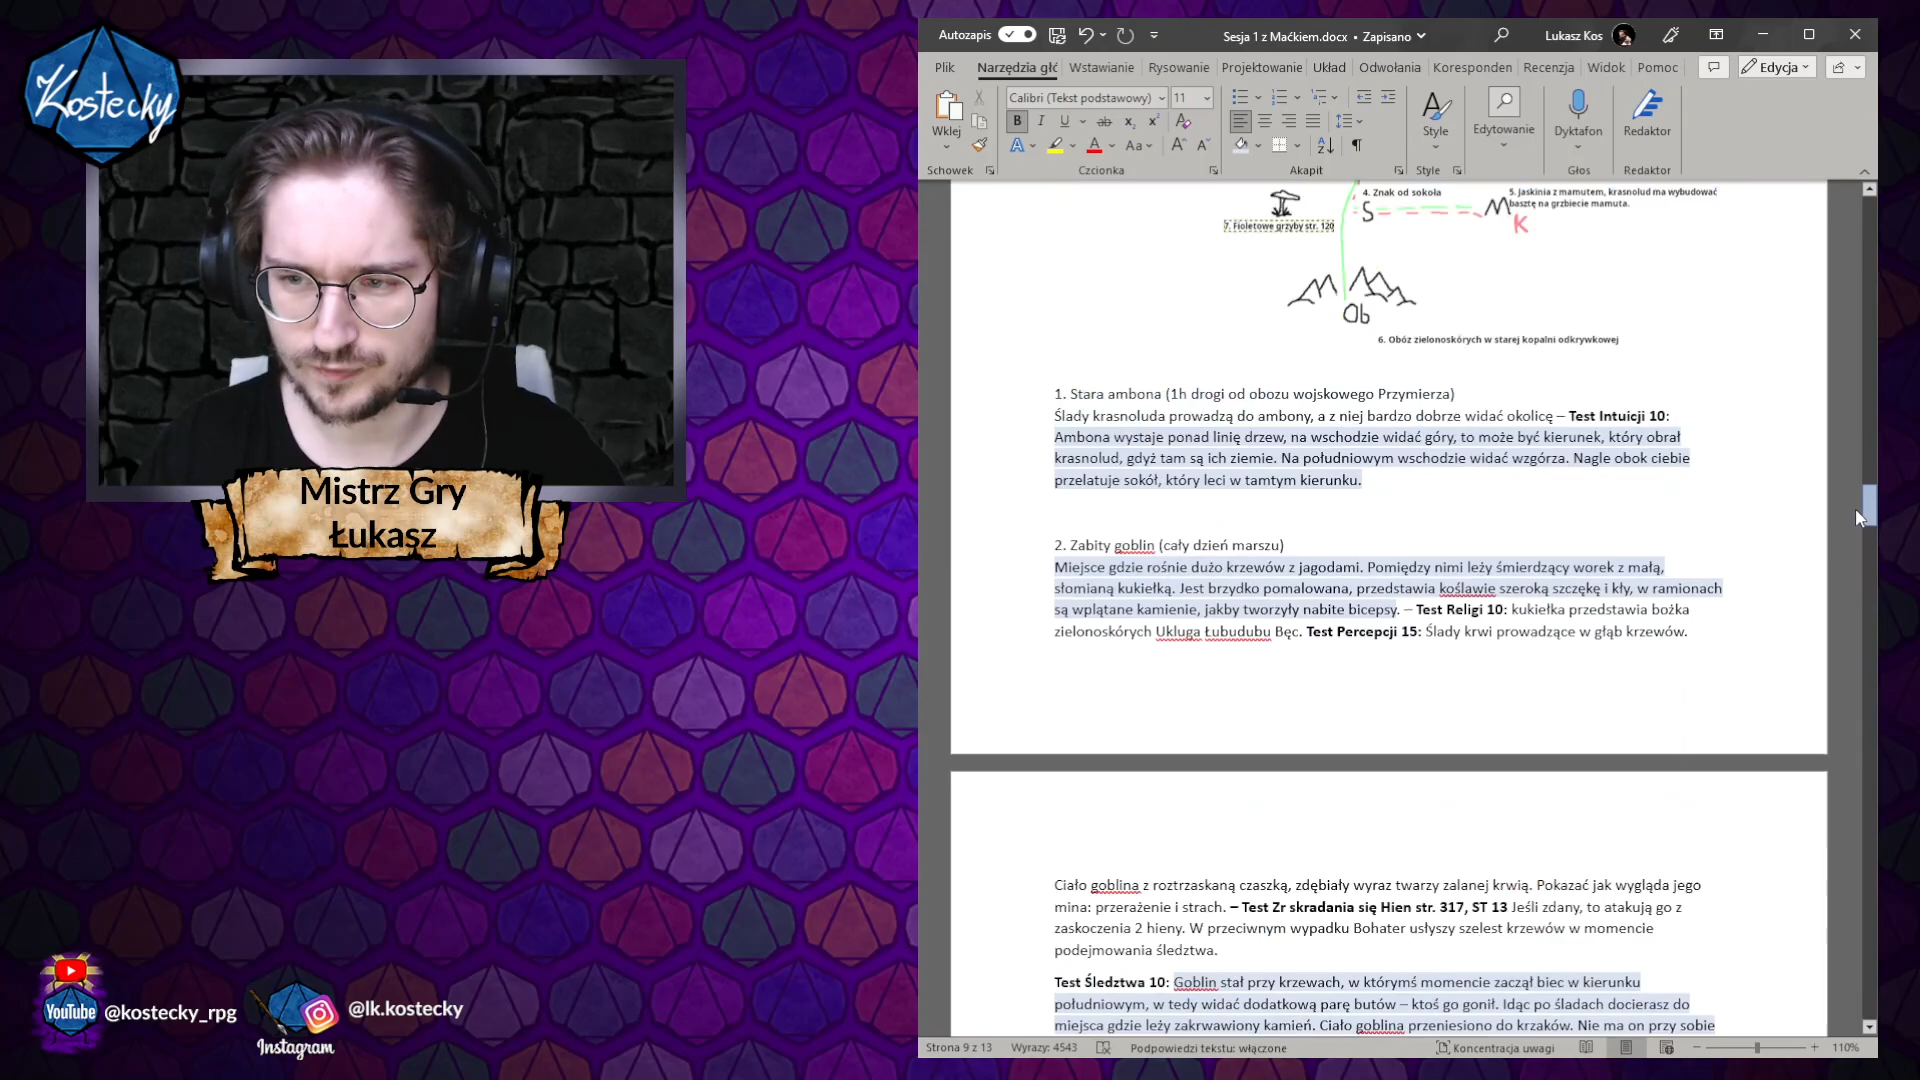 Kostecky
Mistrz Gry
Łukasz
YouTube
@kostecky_rpg
@lk.kostecky
Instagram
Autozapis
Sesja 1 z Maćkiem.docx • Zapisano
Lukasz Kos
Plik
Narzędzia głć
Wstawianie
Rysowanie
Projektowanie
Układ
Odwołania
Koresponden
Recenzja
Widok
Pomoc
Edycja
Calibri (Tekst podstawowy)
11
Wklej
Style
Edytowanie
Dyktafon
Redaktor
Schowek
Czcionka
Akapit
Style
Głos
Redaktor
4. Znak od sokoła
5. Jaskinia z mamutem, krasnolud ma wybudować
basztę na grzbiecie mamuta.
S
M
K
7. Fioletowe grzyby str. 120
Ob
6. Obóz zielonoskórych w starej kopalni odkrywkowej
1. Stara ambona (1h drogi od obozu wojskowego Przymierza)
Ślady krasnoluda prowadzą do ambony, a z niej bardzo dobrze widać okolicę – Test Intuicji 10:
Ambona wystaje ponad linię drzew, na wschodzie widać góry, to może być kierunek, który obrał
krasnolud, gdyż tam są ich ziemie. Na południowym wschodzie widać wzgórza. Nagle obok ciebie
przelatuje sokół, który leci w tamtym kierunku.
2. Zabity goblin (cały dzień marszu)
Miejsce gdzie rośnie dużo krzewów z jagodami. Pomiędzy nimi leży śmierdzący worek z małą,
słomianą kukiełką. Jest brzydko pomalowana, przedstawia koślawie szeroką szczękę i kły, w ramionach
są wplątane kamienie, jakby tworzyły nabite bicepsy. – Test Religi 10: kukiełka przedstawia bożka
zielonoskórych Ukluga Łubudubu Bęc. Test Percepcji 15: Ślady krwi prowadzące w głąb krzewów.
Ciało goblina z roztrzaskaną czaszką, zdębiały wyraz twarzy zalanej krwią. Pokazać jak wygląda jego
mina: przerażenie i strach. – Test Zr skradania się Hien str. 317, ST 13 Jeśli zdany, to atakują go z
zaskoczenia 2 hieny. W przeciwnym wypadku Bohater usłyszy szelest krzewów w momencie
podejmowania śledztwa.
Test Śledztwa 10: Goblin stał przy krzewach, w którymś momencie zaczął biec w kierunku
południowym, w tedy widać dodatkową parę butów – ktoś go gonił. Idąc po śladach docierasz do
miejsca gdzie leży zakrwawiony kamień. Ciało goblina przeniesiono do krzaków. Nie ma on przy sobie
Strona 9 z 13
Wyrazy: 4543
Podpowiedzi tekstu: włączone
Koncentracja uwagi
110%